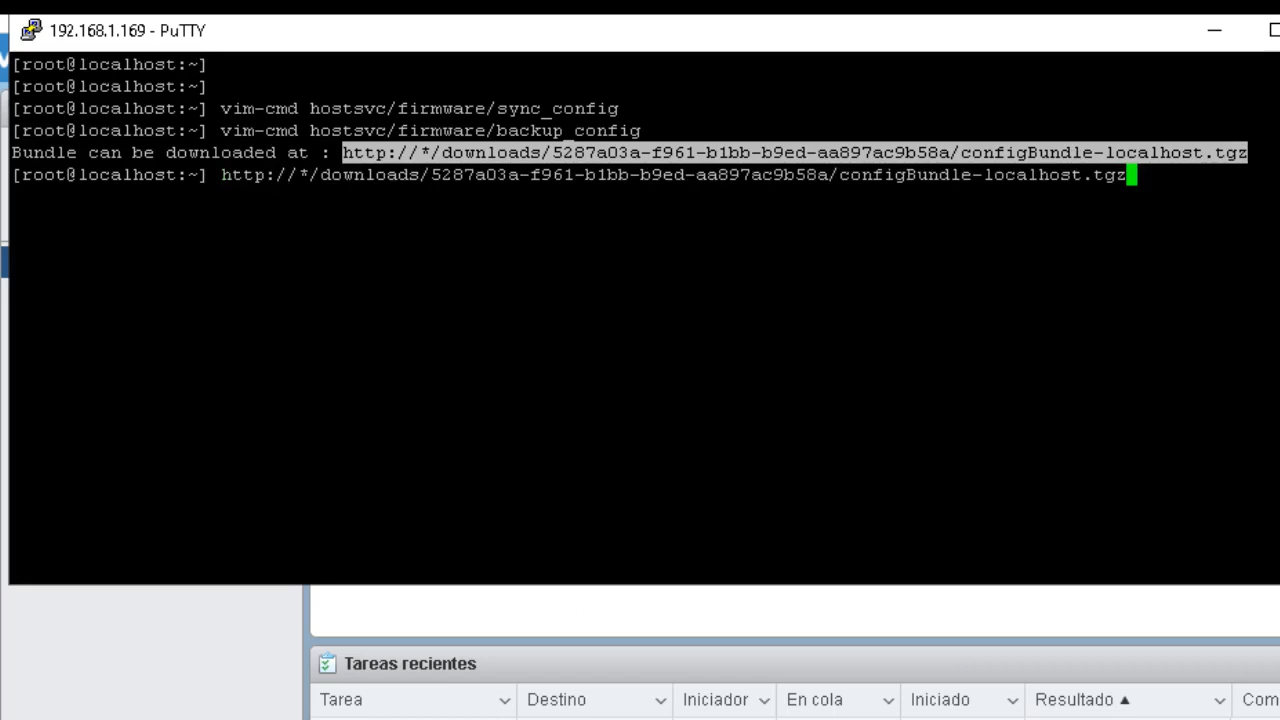 192.168.1.169 - PuTTY
[root@localhost:~]
[root@localhost:~]
[root@localhost:~] vim-cmd hostsvc/firmware/sync_config
[root@localhost:~] vim-cmd hostsvc/firmware/backup_config
Bundle can be downloaded at : http://*/downloads/5287a03a-f961-b1bb-b9ed-aa897ac9b58a/configBundle-localhost.tgz
[root@localhost:~] http://*/downloads/5287a03a-f961-b1bb-b9ed-aa897ac9b58a/configBundle-localhost.tgz
Tareas recientes
Tarea Destino Iniciador En cola Iniciado Resultado Com